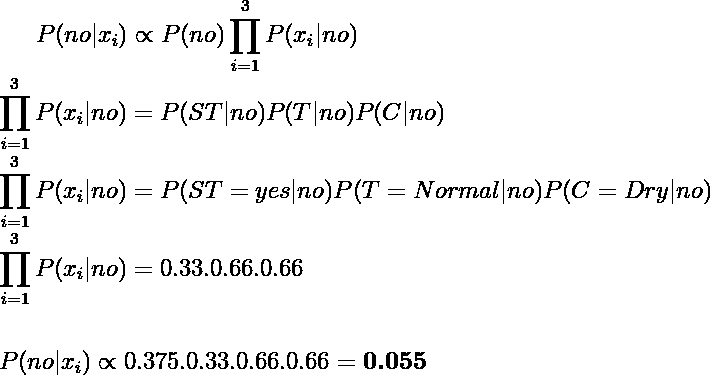 P(no|x_i) ∝ P(no) ∏_{i=1}^{3} P(x_i|no)
∏_{i=1}^{3} P(x_i|no) = P(ST|no)P(T|no)P(C|no)
∏_{i=1}^{3} P(x_i|no) = P(ST = yes|no)P(T = Normal|no)P(C = Dry|no)
∏_{i=1}^{3} P(x_i|no) = 0.33.0.66.0.66
P(no|x_i) ∝ 0.375.0.33.0.66.0.66 = 0.055